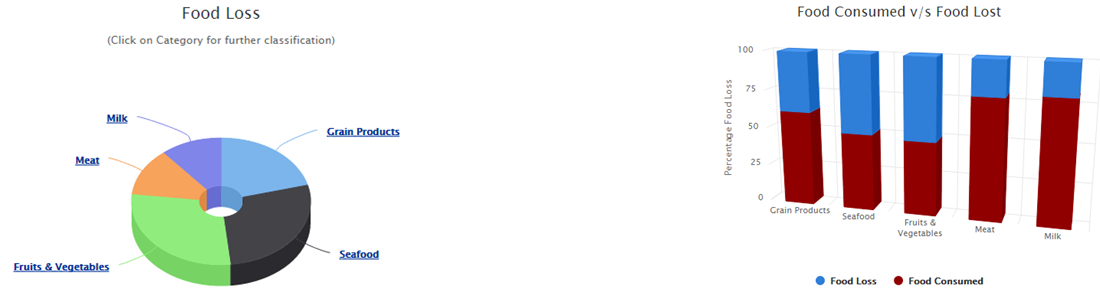 Food Loss
(Click on Category for further classification)
Milk
Grain Products
Meat
Seafood
Fruits & Vegetables
Food Consumed v/s Food Lost
Percentage Food Loss
100
75
50
25
0
Grain Products
Seafood
Fruits &
Vegetables
Meat
Milk
Food Loss
Food Consumed